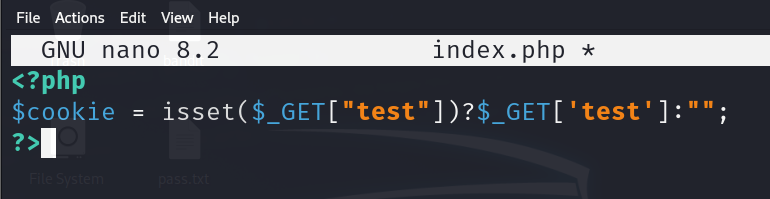 File Actions Edit View Help
GNU nano 8.2 index.php *
<?php
$cookie = isset($_GET["test"])?$_GET['test']:"";
?>
File System pass.txt